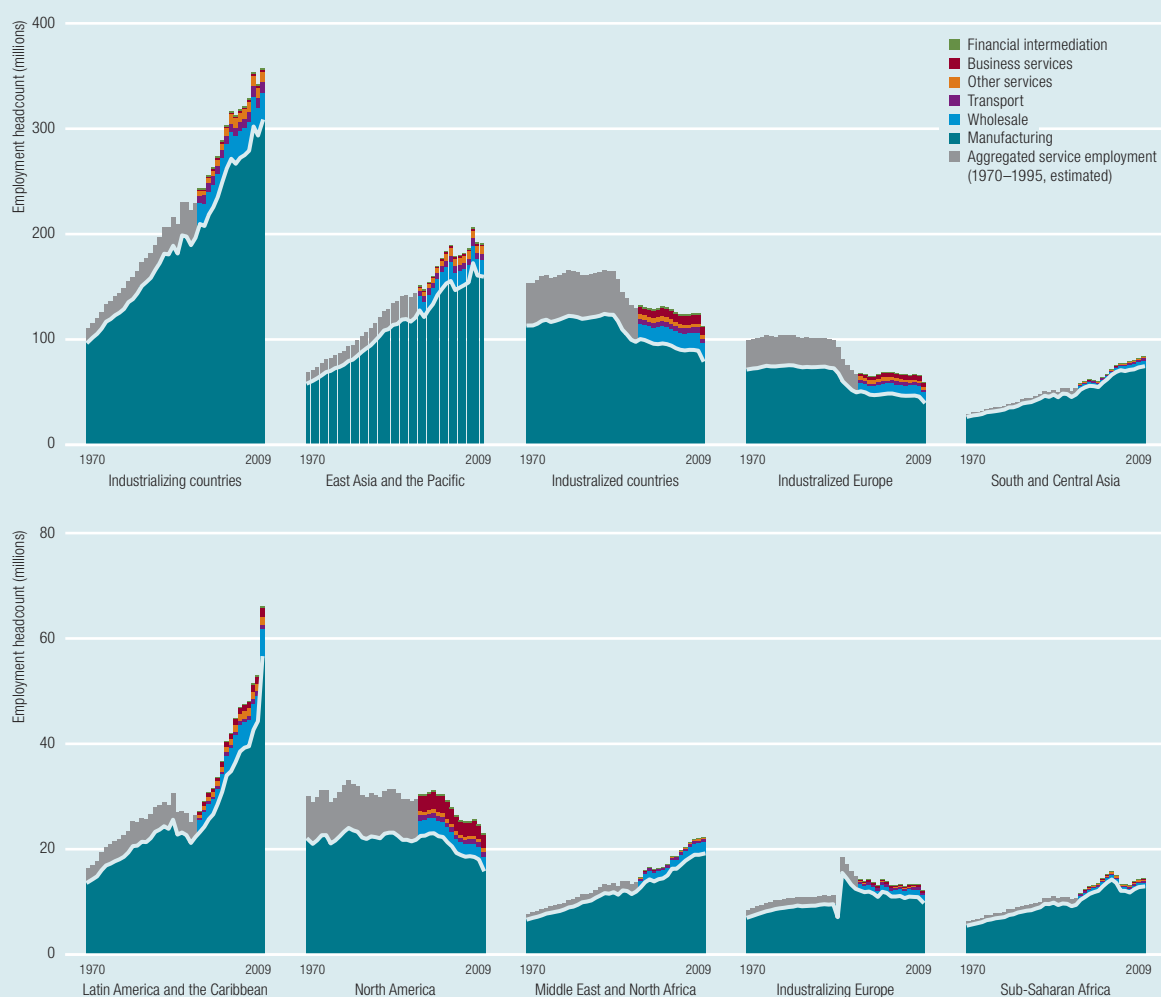 Employment headcount (millions)
400
300
200
100
0
Financial intermediation
Business services
Other services
Transport
Wholesale
Manufacturing
Aggregated service employment
(1970–1995, estimated)
1970 2009
Industrializing countries
1970 2009
East Asia and the Pacific
1970 2009
Industralized countries
1970 2009
Industralized Europe
1970 2009
South and Central Asia
Employment headcount (millions)
80
60
40
20
0
1970 2009
Latin America and the Caribbean
1970 2009
North America
1970 2009
Middle East and North Africa
1970 2009
Industrializing Europe
1970 2009
Sub-Saharan Africa